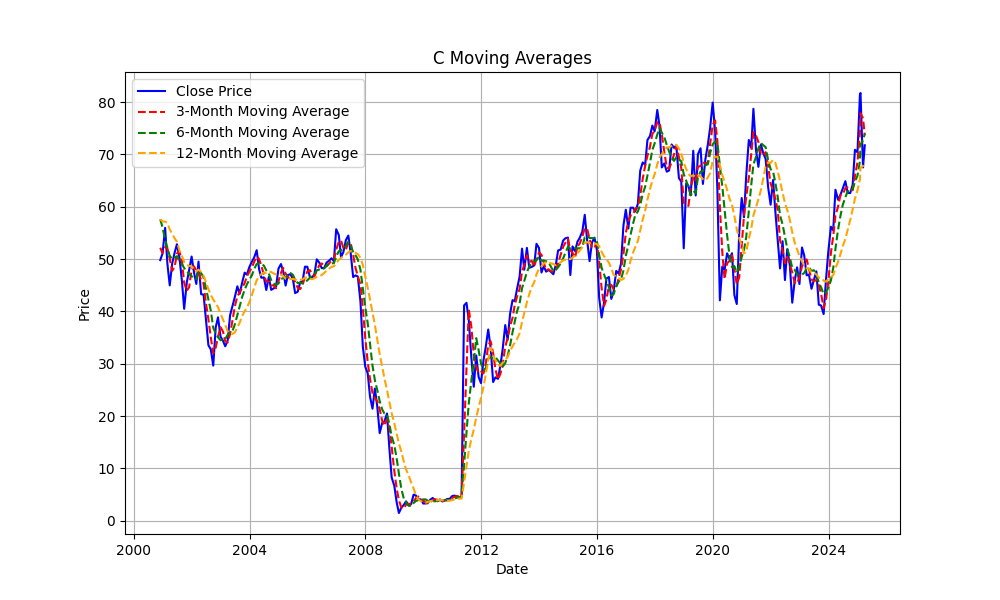 C Moving Averages
Close Price
3-Month Moving Average
6-Month Moving Average
12-Month Moving Average
80
70
60
50
40
30
20
10
0
Price
2000
2004
2008
2012
2016
2020
2024
Date